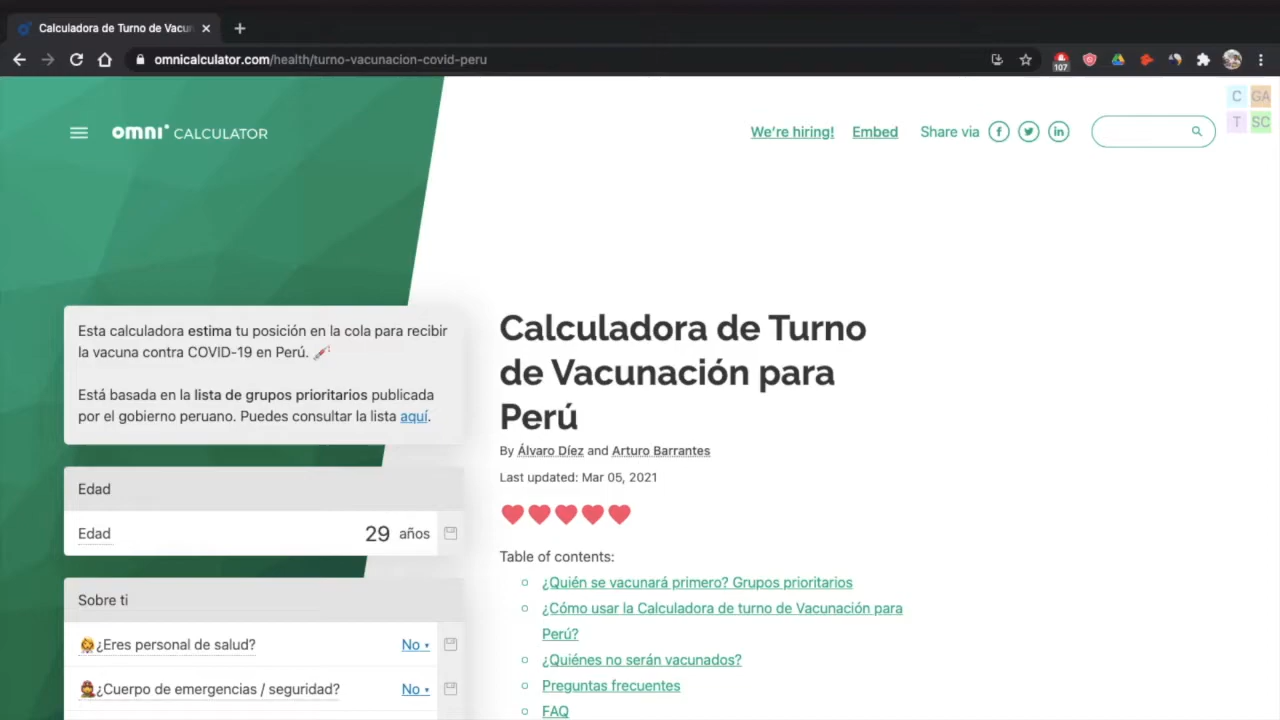 Calculadora de Turno de Vacun
omnicalculator.com/health/turno-vacunacion-covid-peru
107
C GA
T SC
omni CALCULATOR
We're hiring! Embed Share via
Esta calculadora estima tu posición en la cola para recibir
la vacuna contra COVID-19 en Perú.
Está basada en la lista de grupos prioritarios publicada
por el gobierno peruano. Puedes consultar la lista aquí.
Edad
Edad 29 años
Sobre ti
¿Eres personal de salud? No
¿Cuerpo de emergencias / seguridad? No
Calculadora de Turno
de Vacunación para
Perú
By Álvaro Díez and Arturo Barrantes
Last updated: Mar 05, 2021
Table of contents:
¿Quién se vacunará primero? Grupos prioritarios
¿Cómo usar la Calculadora de turno de Vacunación para
Perú?
¿Quiénes no serán vacunados?
Preguntas frecuentes
FAQ